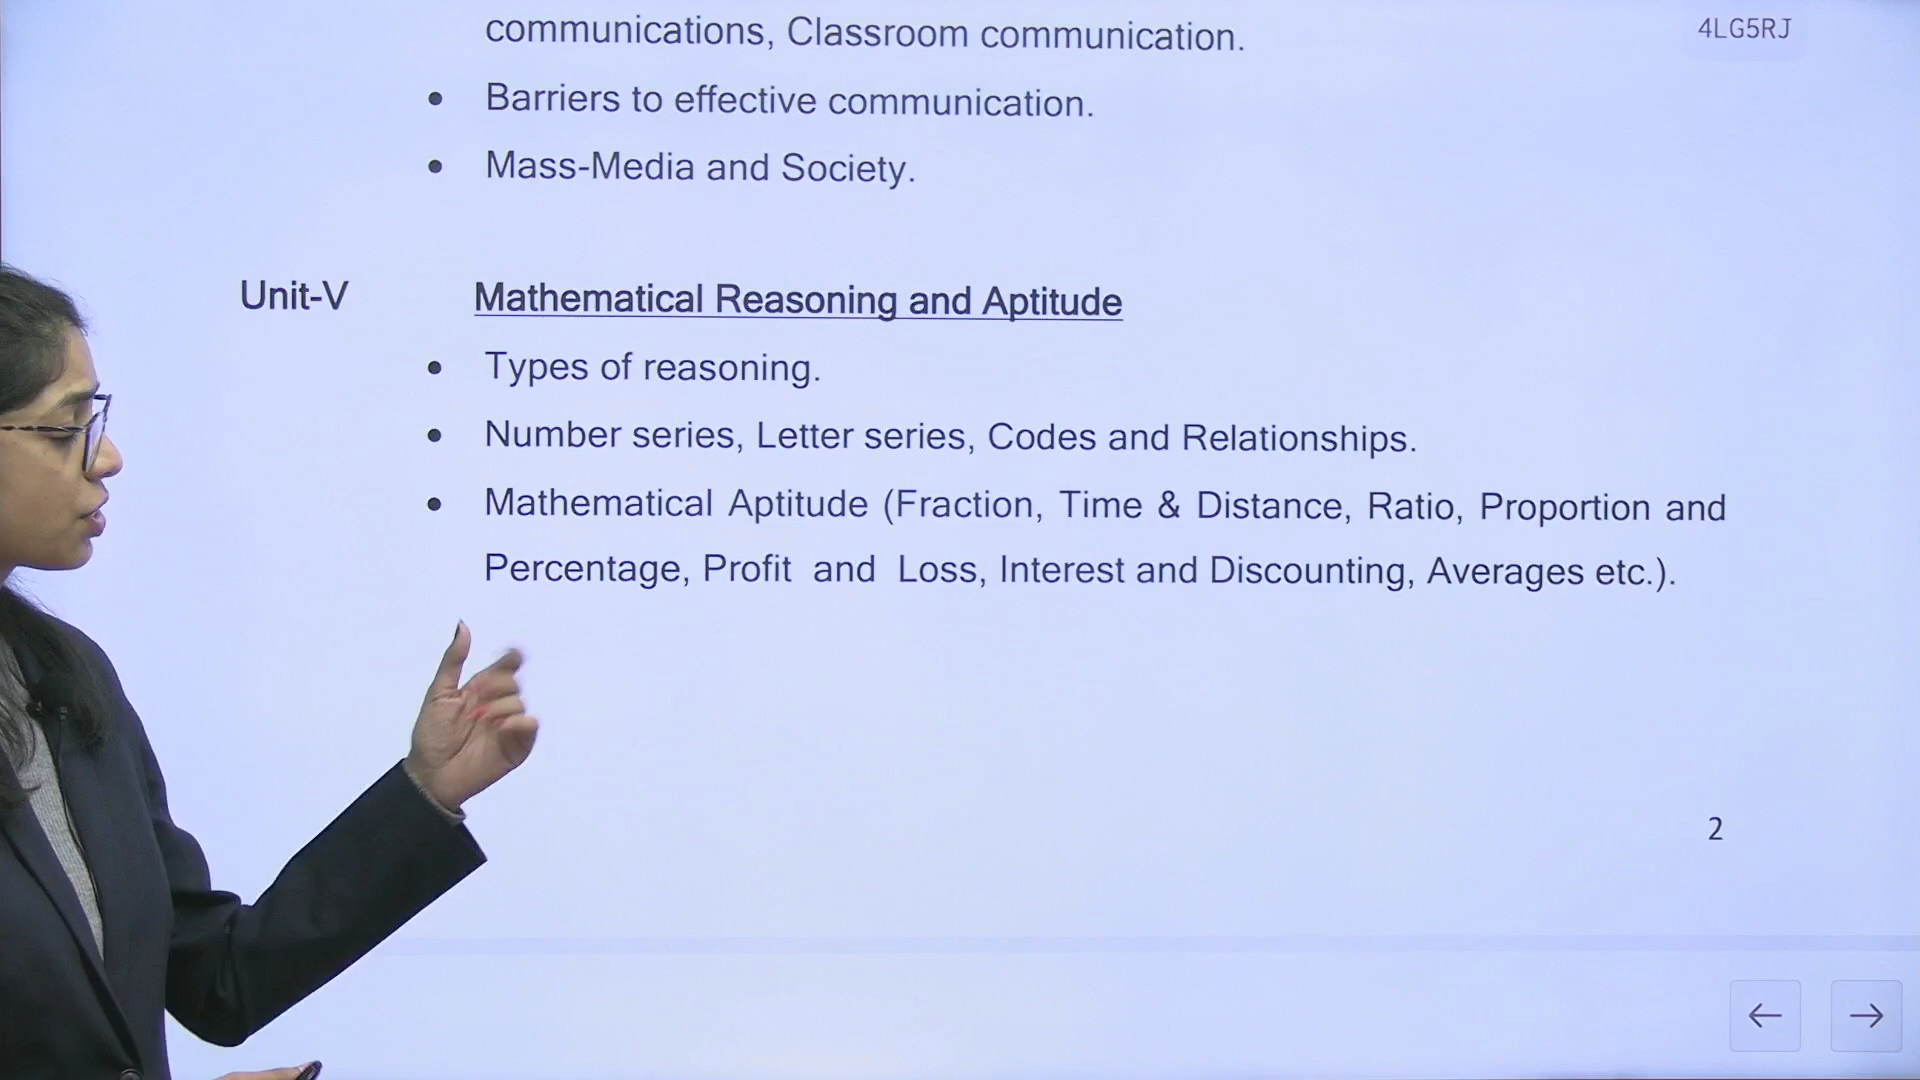 communications, Classroom communication.
4LG5RJ
• Barriers to effective communication.
• Mass-Media and Society.
Unit-V Mathematical Reasoning and Aptitude
• Types of reasoning.
• Number series, Letter series, Codes and Relationships.
• Mathematical Aptitude (Fraction, Time & Distance, Ratio, Proportion and
Percentage, Profit and Loss, Interest and Discounting, Averages etc.).
2